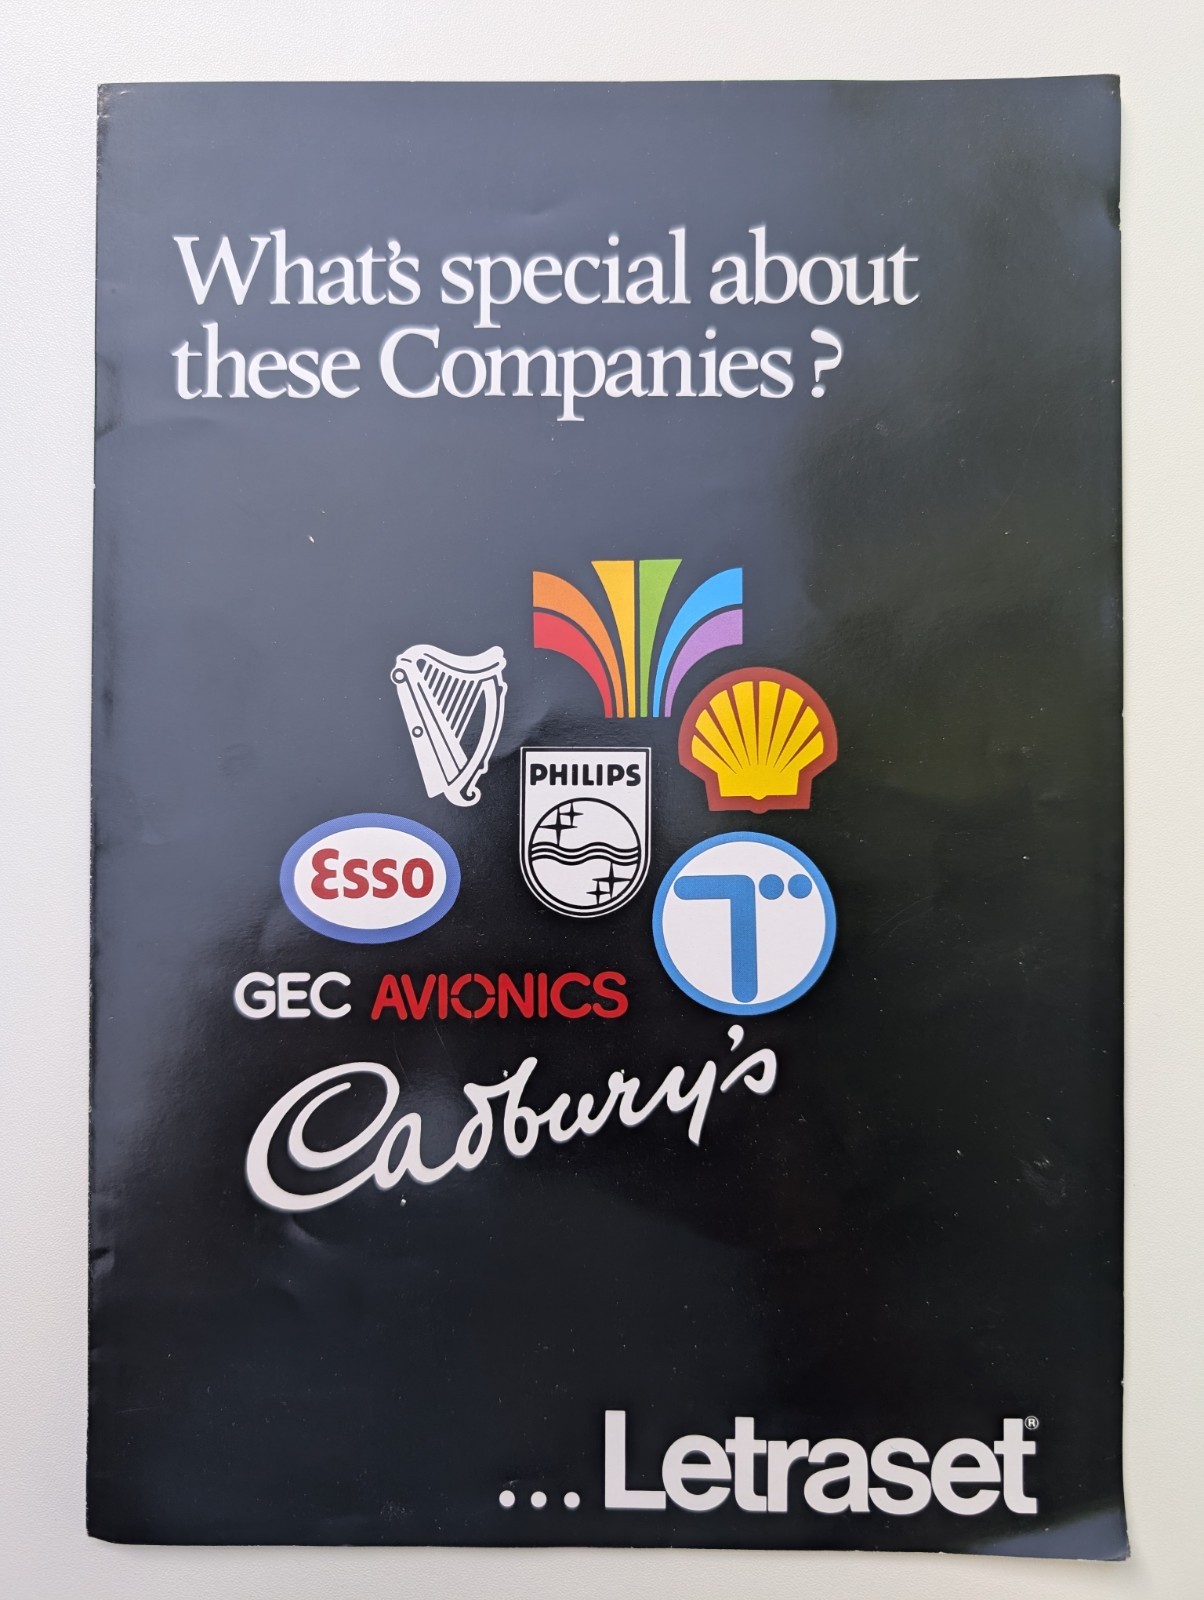 What's special about
these Companies ?
PHILIPS
ESSO
GEC AVIONICS
Cadbury's
... Letraset®